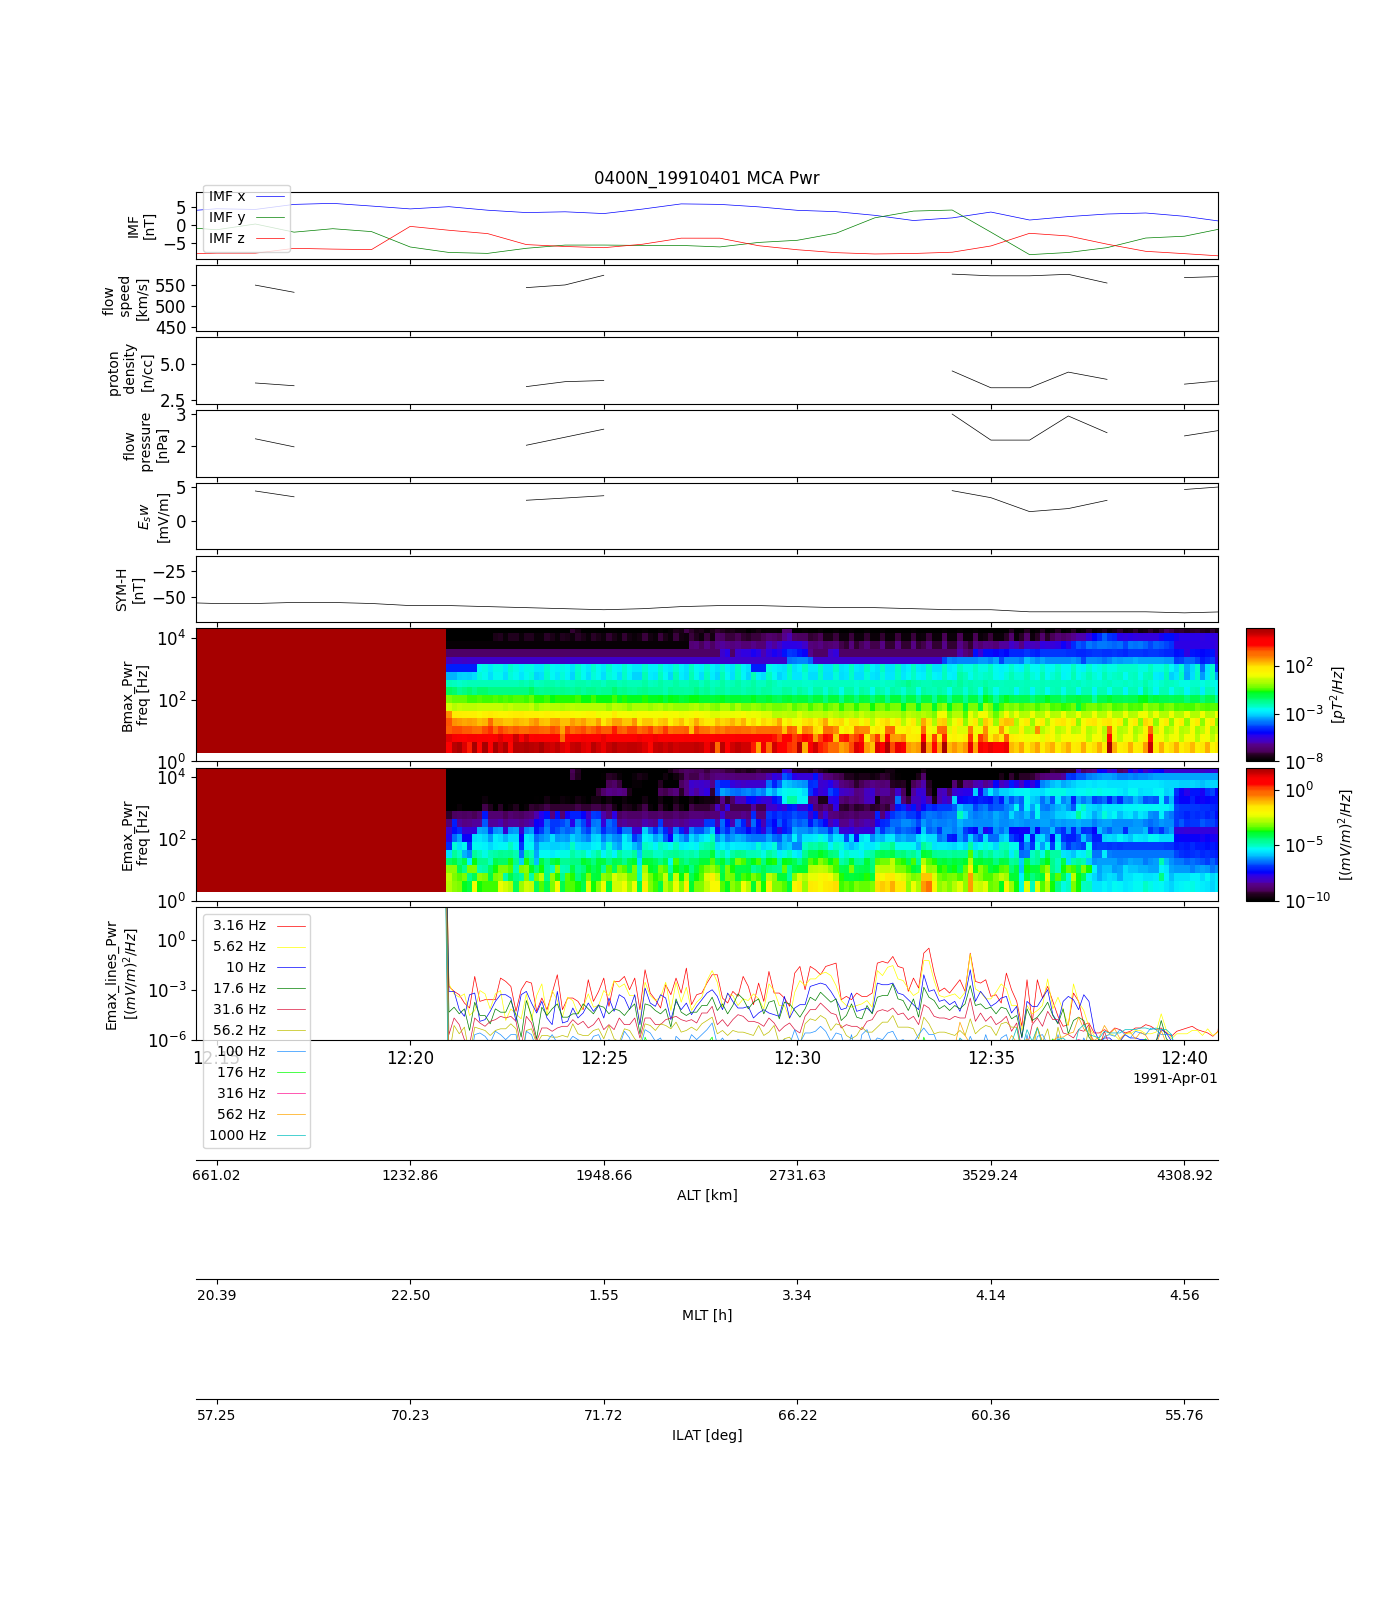 0400N_19910401 MCA Pwr
IMF
[nT]
5
0
−5
IMF x
IMF y
IMF z
flow
speed
[km/s]
550
500
450
proton
density
[n/cc]
5.0
2.5
flow
pressure
[nPa]
3
2
E_sw
[mV/m]
5
0
SYM-H
[nT]
−25
−50
Bmax_Pwr
freq [Hz]
10^4
10^2
10^0
10^2
10^−3
10^−8
[pT^2/Hz]
Emax_Pwr
freq [Hz]
10^4
10^2
10^0
10^0
10^−5
10^−10
[(mV/m)^2/Hz]
Emax_lines_Pwr
[(mV/m)^2/Hz]
10^0
10^−3
10^−6
3.16 Hz
5.62 Hz
10 Hz
17.6 Hz
31.6 Hz
56.2 Hz
100 Hz
176 Hz
316 Hz
562 Hz
1000 Hz
12:15 12:20 12:25 12:30 12:35 12:40
1991-Apr-01
661.02 1232.86 1948.66 2731.63 3529.24 4308.92
ALT [km]
20.39 22.50 1.55 3.34 4.14 4.56
MLT [h]
57.25 70.23 71.72 66.22 60.36 55.76
ILAT [deg]